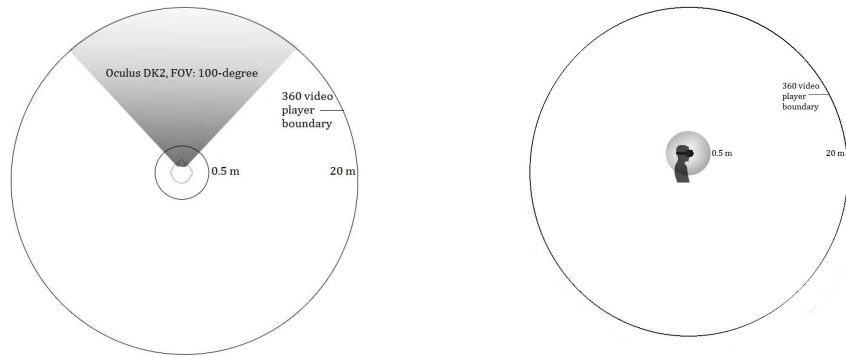 Oculus DK2, FOV: 100-degree
360 video
player
boundary
0.5 m
20 m
360 video
player
boundary
0.5 m
20 m